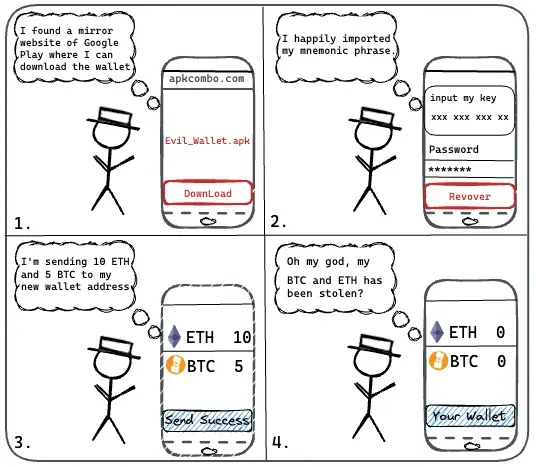 I found a mirror
website of Google
Play where I can
download the wallet
apkcombo.com
Evil_Wallet.apk
DownLoad
1.
I happily imported
my mnemonic phrase.
input my key
xxx xxx xxx xx
Password
*******
Revover
2.
I'm sending 10 ETH
and 5 BTC to my
new wallet address
ETH 10
BTC 5
Send Success
3.
Oh my god, my
BTC and ETH has
been stolen?
ETH 0
BTC 0
Your Wallet
4.